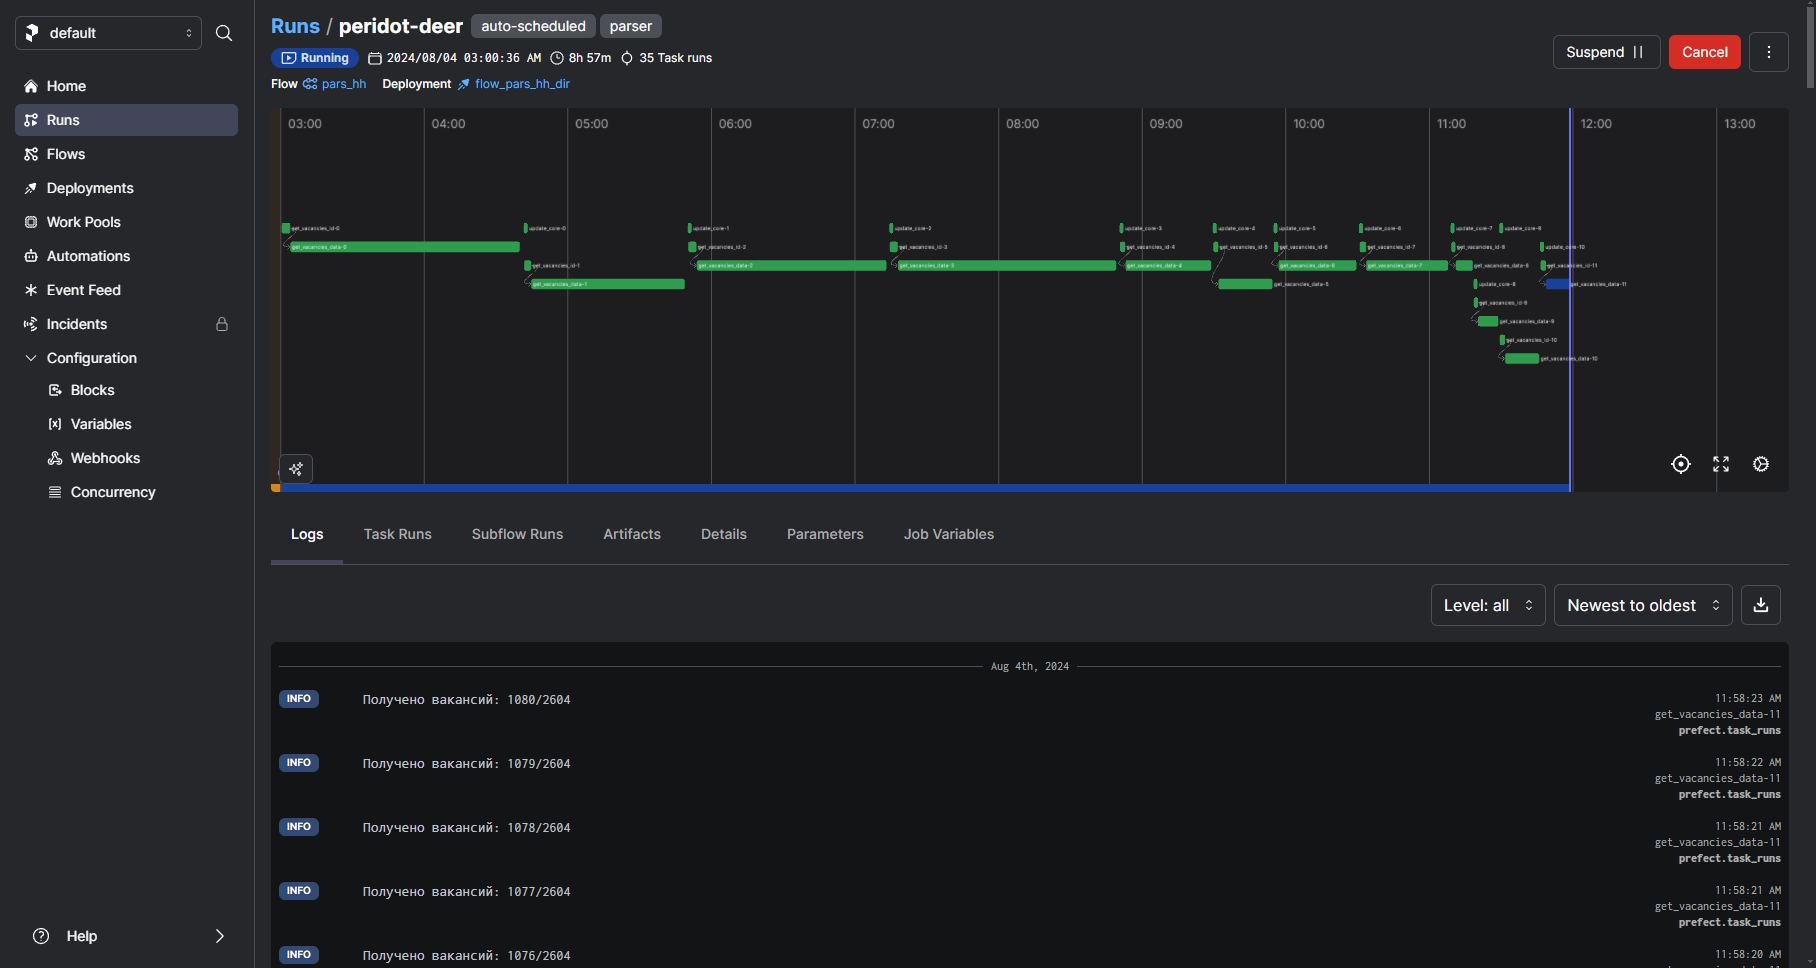 default
Home
Runs
Flows
Deployments
Work Pools
Automations
Event Feed
Incidents
Configuration
Blocks
Variables
Webhooks
Concurrency
Help
Runs / peridot-deer auto-scheduled parser
Running 2024/08/04 03:00:36 AM 8h 57m 35 Task runs
Flow pars_hh Deployment flow_pars_hh_dir
Suspend Cancel
03:00 04:00 05:00 06:00 07:00 08:00 09:00 10:00 11:00 12:00 13:00
get_vacancies_id-0 update_core-0 update_core-1 update_core-2 update_core-3 update_core-4 update_core-5 update_core-6 update_core-7 update_core-9
get_vacancies_data-0 get_vacancies_id-2 get_vacancies_id-3 get_vacancies_id-4 get_vacancies_id-5 get_vacancies_id-6 get_vacancies_id-7 get_vacancies_id-8 update_core-10
get_vacancies_id-1 get_vacancies_data-2 get_vacancies_data-3 get_vacancies_data-4 get_vacancies_data-6 get_vacancies_data-7 get_vacancies_data-8 get_vacancies_id-11
get_vacancies_data-1 get_vacancies_data-5 update_core-8 get_vacancies_data-11
get_vacancies_id-9
get_vacancies_data-9
get_vacancies_id-10
get_vacancies_data-10
Logs Task Runs Subflow Runs Artifacts Details Parameters Job Variables
Level: all Newest to oldest
Aug 4th, 2024
INFO Получено вакансий: 1080/2604 11:58:23 AM
get_vacancies_data-11
prefect.task_runs
INFO Получено вакансий: 1079/2604 11:58:22 AM
get_vacancies_data-11
prefect.task_runs
INFO Получено вакансий: 1078/2604 11:58:21 AM
get_vacancies_data-11
prefect.task_runs
INFO Получено вакансий: 1077/2604 11:58:21 AM
get_vacancies_data-11
prefect.task_runs
INFO Получено вакансий: 1076/2604 11:58:20 AM